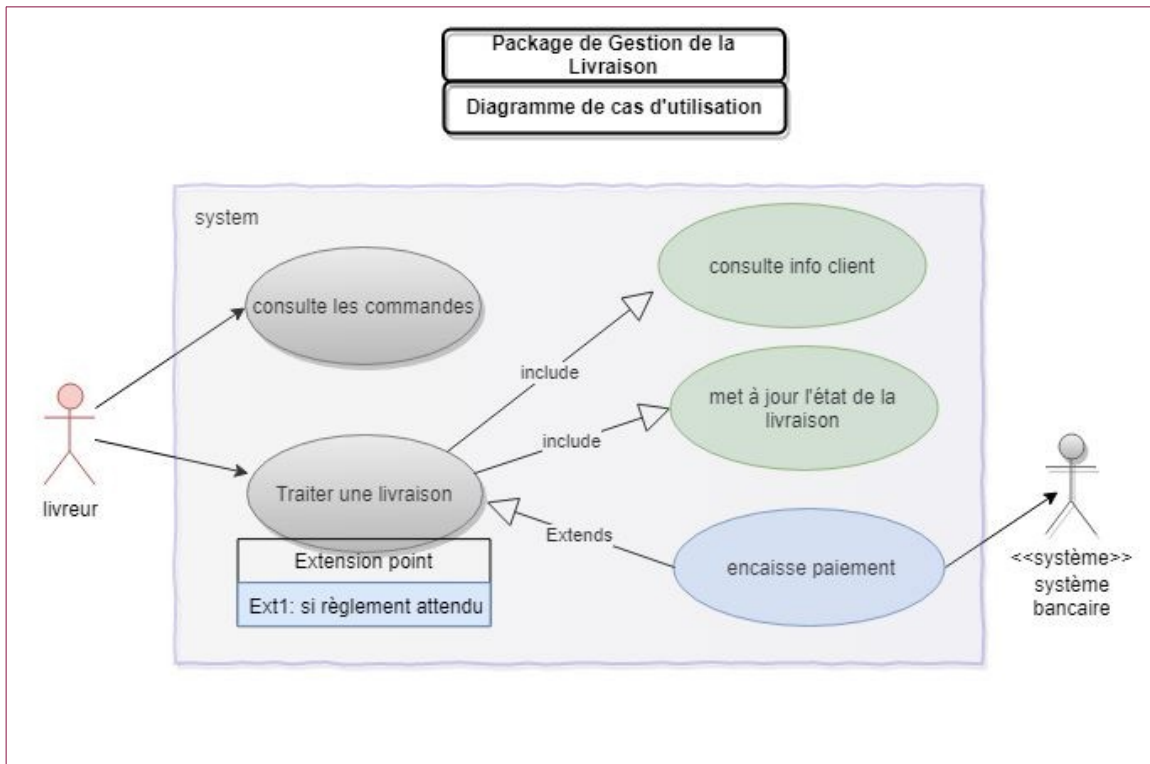 Package de Gestion de la
Livraison
Diagramme de cas d'utilisation
system
consulte info client
consulte les commandes
include
met à jour l'état de la
livraison
include
livreur
Traiter une livraison
Extends
encaisse paiement
<<système>>
système
bancaire
Extension point
Ext1: si règlement attendu